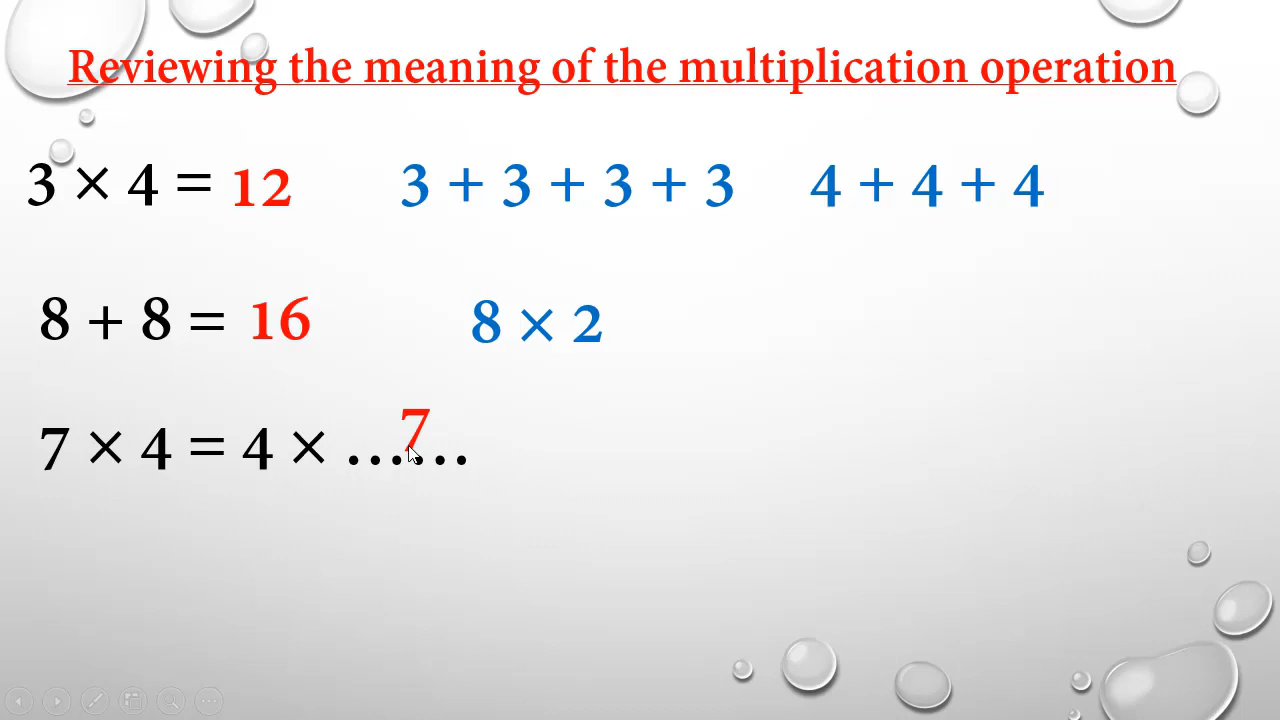 Reviewing the meaning of the multiplication operation
3 × 4 = 12 3 + 3 + 3 + 3 4 + 4 + 4
8 + 8 = 16 8 × 2
7 × 4 = 4 × ..7....